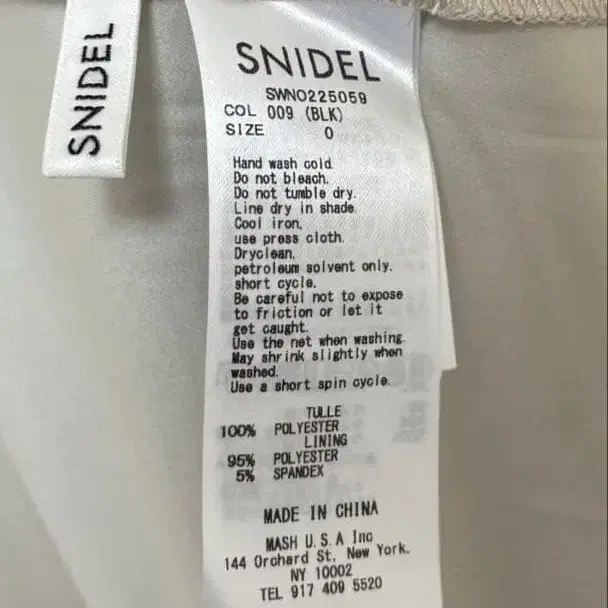 SNIDEL
SNIDEL
SWNO225059
COL 009 (BLK)
SIZE 0
Hand wash cold.
Do not bleach.
Do not tumble dry.
Line dry in shade.
Cool iron.
use press cloth.
Dryclean.
petroleum solvent only.
short cycle.
Be careful not to expose
to friction or let it
get caught.
Use the net when washing.
May shrink slightly when
washed.
Use a short spin cycle.
TULLE
100% POLYESTER
LINING
95% POLYESTER
5% SPANDEX
MADE IN CHINA
MASH U.S.A Inc
144 Orchard St, New York.
NY 10002
TEL 917 409 5520